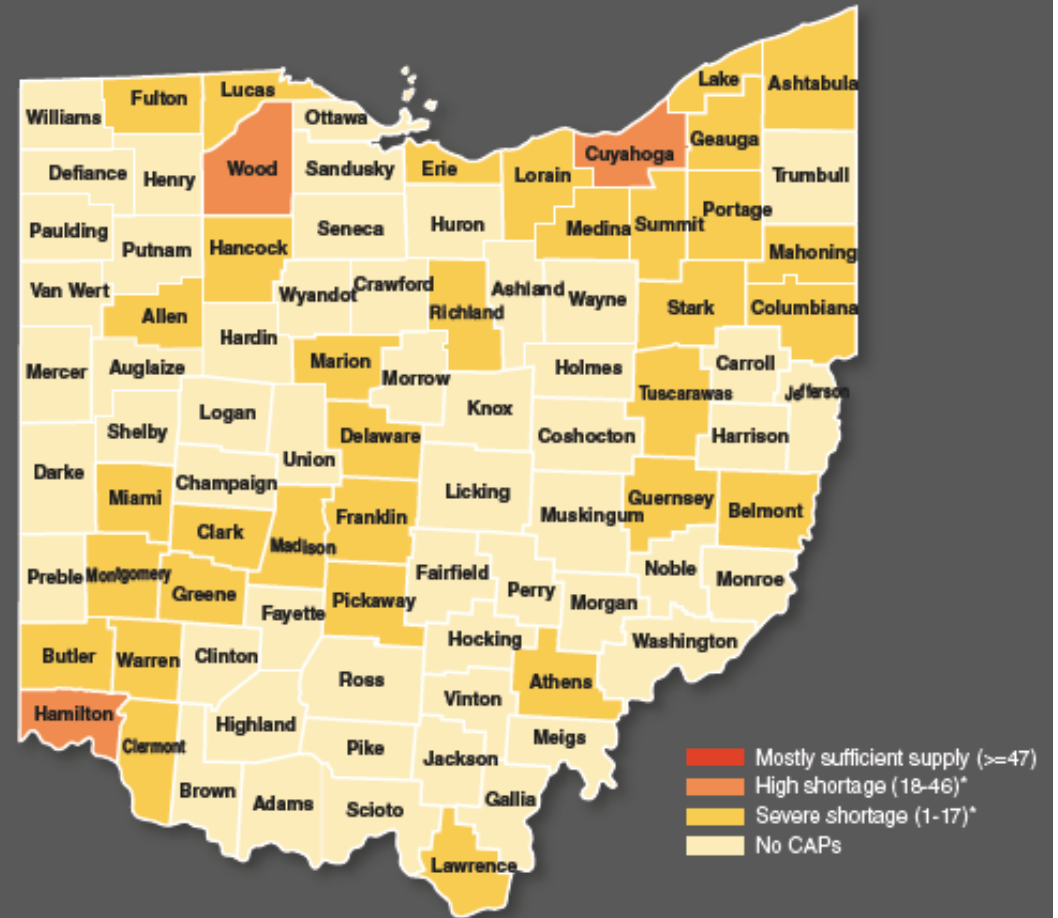 Williams
Fulton
Lucas
Ottawa
Lake
Ashtabula
Defiance
Henry
Wood
Sandusky
Erie
Lorain
Cuyahoga
Geauga
Trumbull
Paulding
Putnam
Hancock
Seneca
Huron
Medina
Summit
Portage
Mahoning
Van Wert
Allen
Wyandot
Crawford
Richland
Ashland
Wayne
Stark
Columbiana
Mercer
Auglaize
Hardin
Marion
Morrow
Holmes
Tuscarawas
Carroll
Jefferson
Shelby
Logan
Union
Delaware
Knox
Coshocton
Harrison
Darke
Miami
Champaign
Clark
Madison
Franklin
Licking
Muskingum
Guernsey
Belmont
Preble
Montgomery
Greene
Fayette
Pickaway
Fairfield
Perry
Morgan
Noble
Monroe
Butler
Warren
Clinton
Ross
Hocking
Athens
Washington
Hamilton
Clermont
Highland
Pike
Vinton
Jackson
Meigs
Brown
Adams
Scioto
Gallia
Lawrence
Mostly sufficient supply (>=47)
High shortage (18-46)*
Severe shortage (1-17)*
No CAPs